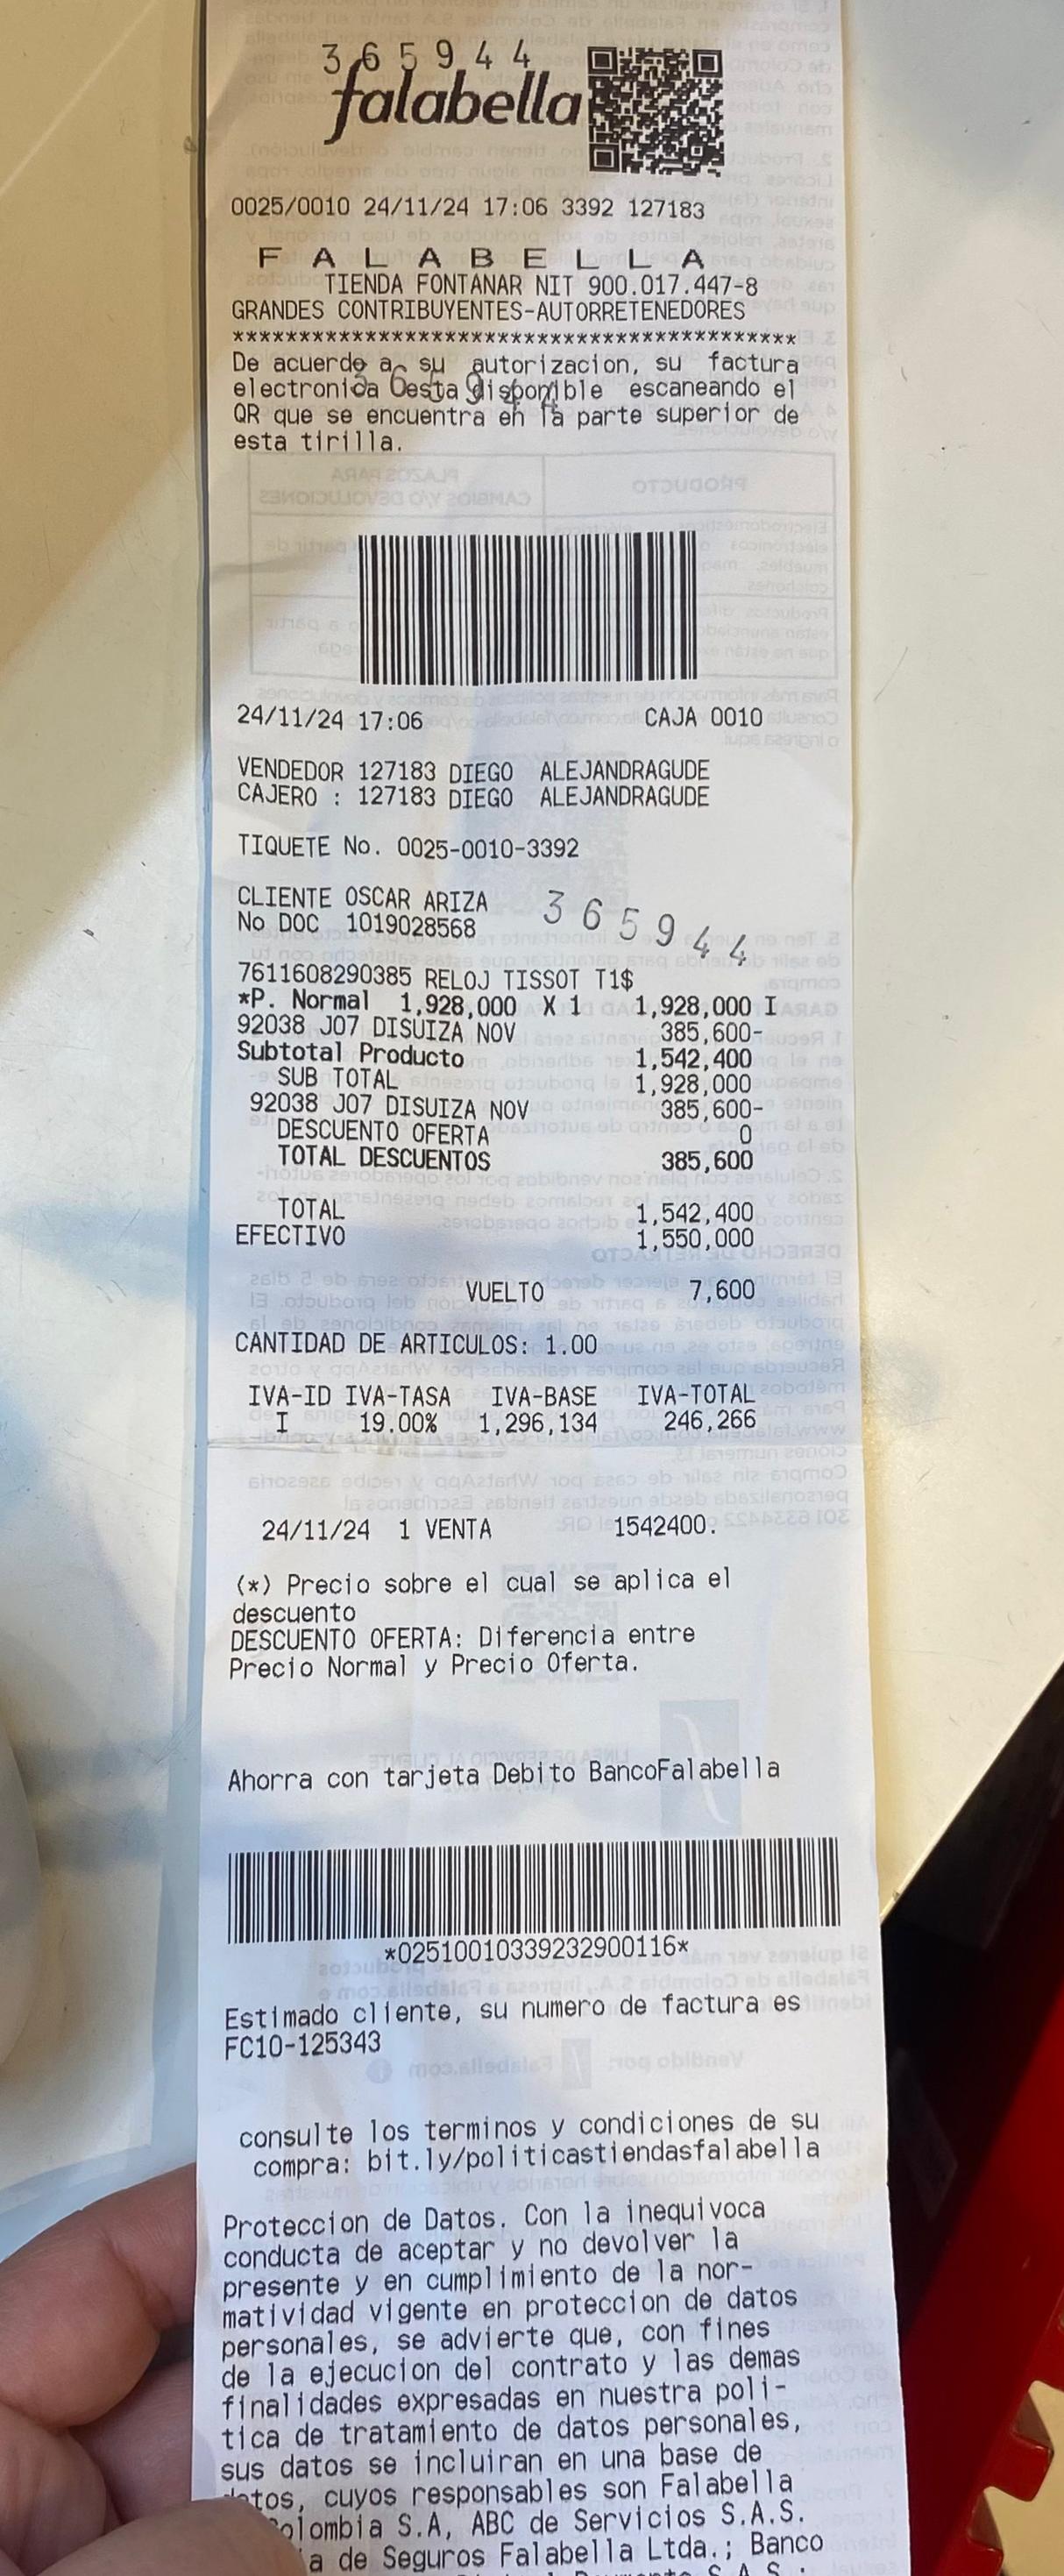 365944
falabella
0025/0010 24/11/24 17:06 3392 127183
F A L A B E L L A
TIENDA FONTANAR NIT 900.017.447-8
GRANDES CONTRIBUYENTES-AUTORRETENEDORES
*******************************************
De acuerdo a su autorizacion, su factura
electronica esta disponible escaneando el
QR que se encuentra en la parte superior de
esta tirilla.
24/11/24 17:06 CAJA 0010
VENDEDOR 127183 DIEGO ALEJANDRAGUDE
CAJERO : 127183 DIEGO ALEJANDRAGUDE
TIQUETE No. 0025-0010-3392
CLIENTE OSCAR ARIZA
No DOC 1019028568
365944
7611608290385 RELOJ TISSOT T1$
*P. Normal 1,928,000 X 1 1,928,000 I
92038 J07 DISUIZA NOV 385,600-
Subtotal Producto 1,542,400
SUB TOTAL 1,928,000
92038 J07 DISUIZA NOV 385,600-
DESCUENTO OFERTA 0
TOTAL DESCUENTOS 385,600
TOTAL 1,542,400
EFECTIVO 1,550,000
VUELTO 7,600
CANTIDAD DE ARTICULOS: 1.00
IVA-ID IVA-TASA IVA-BASE IVA-TOTAL
I 19.00% 1,296,134 246,266
24/11/24 1 VENTA 1542400.
(*) Precio sobre el cual se aplica el
descuento
DESCUENTO OFERTA: Diferencia entre
Precio Normal y Precio Oferta.
Ahorra con tarjeta Debito BancoFalabella
*02510010339232900116*
Estimado cliente, su numero de factura es
FC10-125343
consulte los terminos y condiciones de su
compra: bit.ly/politicastiendasfalabella
Proteccion de Datos. Con la inequivoca
conducta de aceptar y no devolver la
presente y en cumplimiento de la nor-
matividad vigente en proteccion de datos
personales, se advierte que, con fines
de la ejecucion del contrato y las demas
finalidades expresadas en nuestra poli-
tica de tratamiento de datos personales,
sus datos se incluiran en una base de
cuyos responsables son Falabella
S.A, ABC de Servicios S.A.S.
de Seguros Falabella Ltda.; Banco